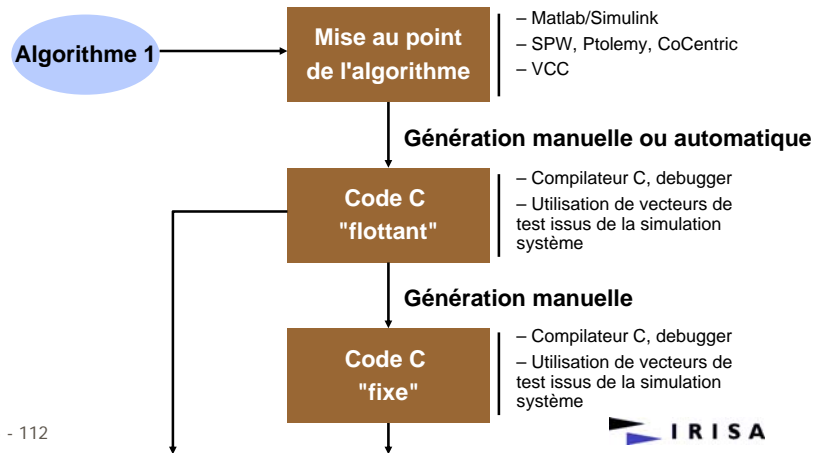 Algorithme 1
Mise au point
de l'algorithme
– Matlab/Simulink
– SPW, Ptolemy, CoCentric
– VCC
Génération manuelle ou automatique
Code C
"flottant"
– Compilateur C, debugger
– Utilisation de vecteurs de
test issus de la simulation
système
Génération manuelle
Code C
"fixe"
– Compilateur C, debugger
– Utilisation de vecteurs de
test issus de la simulation
système
- 112
IRISA